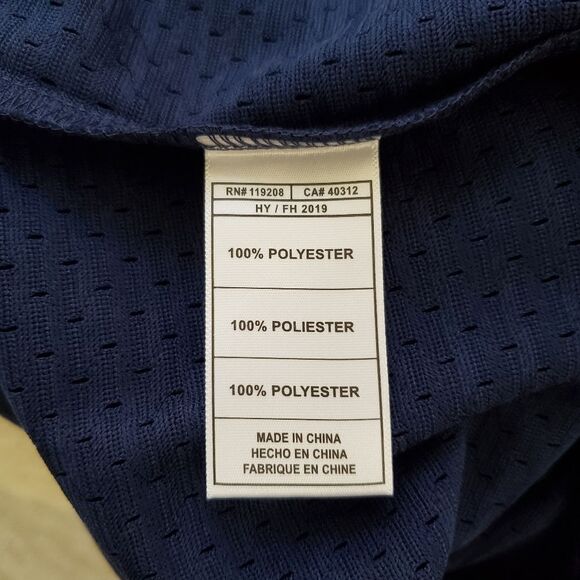 RN# 119208 CA# 40312
HY / FH 2019
100% POLYESTER
100% POLIESTER
100% POLYESTER
MADE IN CHINA
HECHO EN CHINA
FABRIQUE EN CHINE